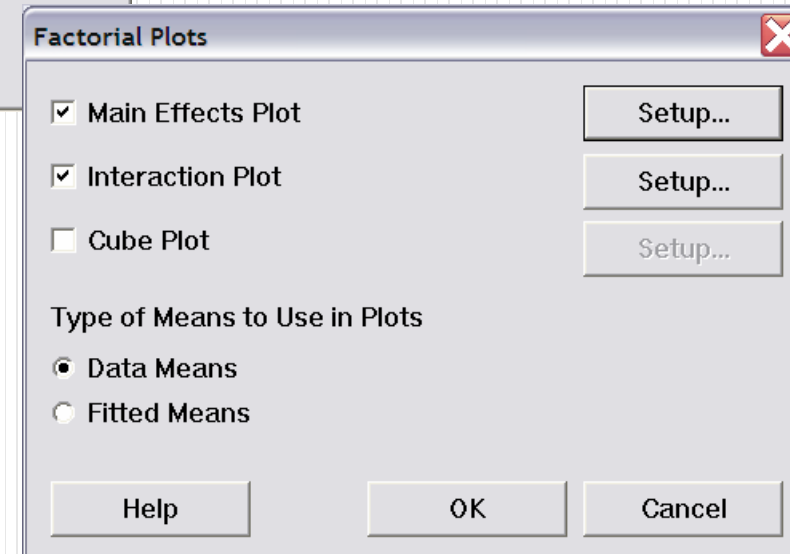 Factorial Plots
Main Effects Plot Setup...
Interaction Plot Setup...
Cube Plot Setup...
Type of Means to Use in Plots
Data Means
Fitted Means
Help OK Cancel